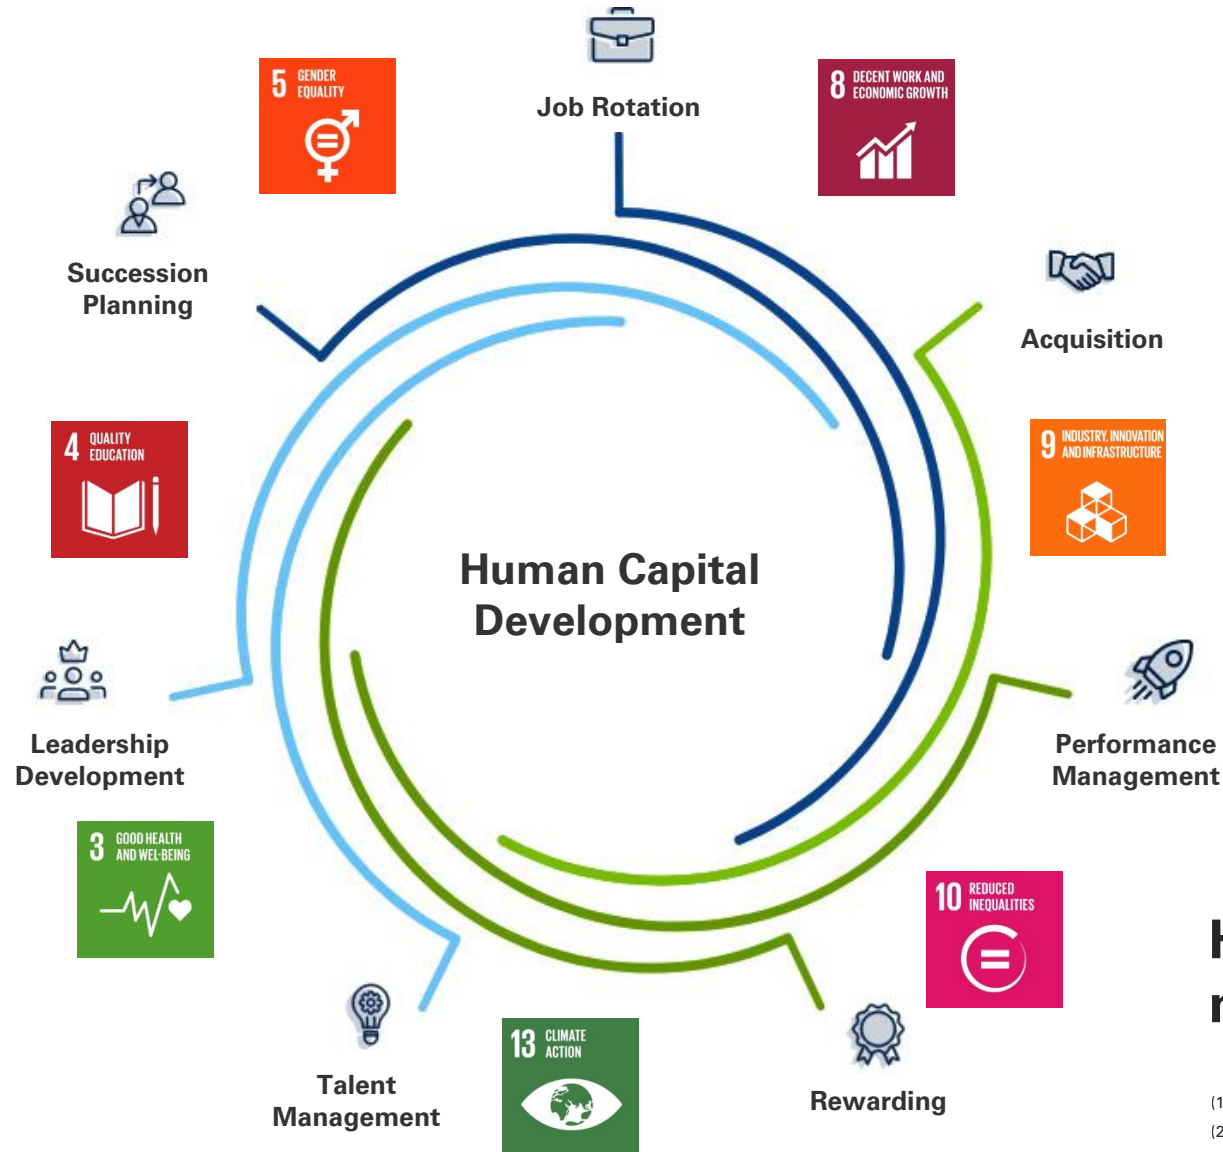 Job Rotation
5 GENDER
EQUALITY
8 DECENT WORK AND
ECONOMIC GROWTH
Succession
Planning
Acquisition
4 QUALITY
EDUCATION
9 INDUSTRY, INNOVATION
AND INFRASTRUCTURE
Human Capital
Development
Leadership
Development
Performance
Management
3 GOOD HEALTH
AND WEL-BEING
10 REDUCED
INEQUALITIES
13 CLIMATE
ACTION
Talent
Management
Rewarding
(1
(2